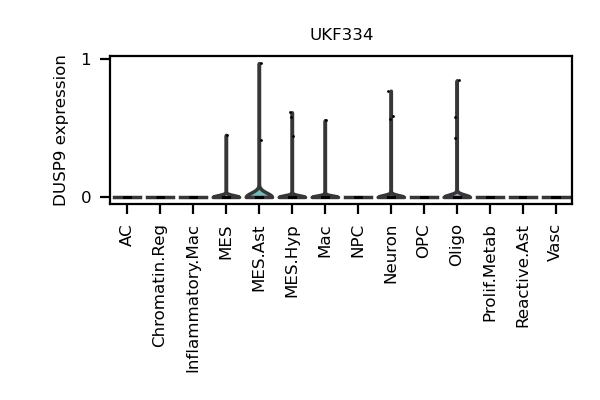 UKF334
DUSP9 expression
1
0
AC
Chromatin.Reg
Inflammatory.Mac
MES
MES.Ast
MES.Hyp
Mac
NPC
Neuron
OPC
Oligo
Prolif.Metab
Reactive.Ast
Vasc